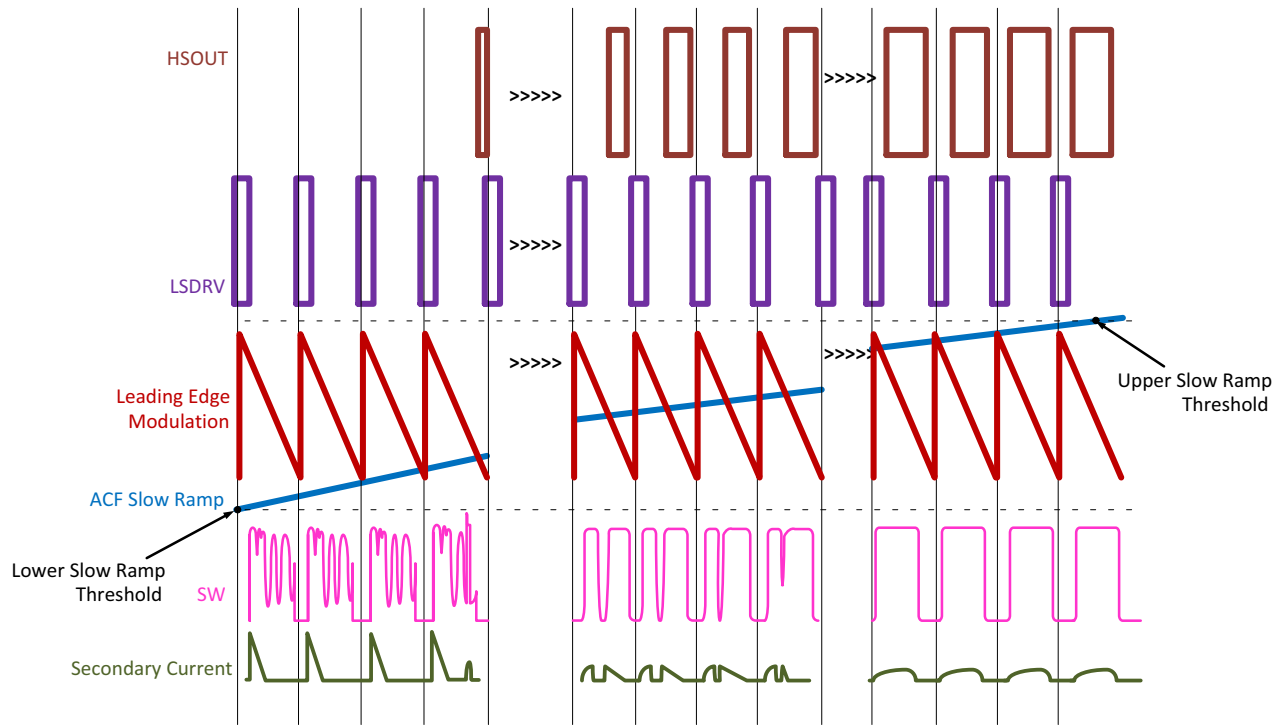 HSOUT
>>>>>
>>>>>
LSDRV
>>>>>
Leading Edge
Modulation
>>>>>
>>>>>
Upper Slow Ramp
Threshold
ACF Slow Ramp
Lower Slow Ramp
Threshold
SW
Secondary Current